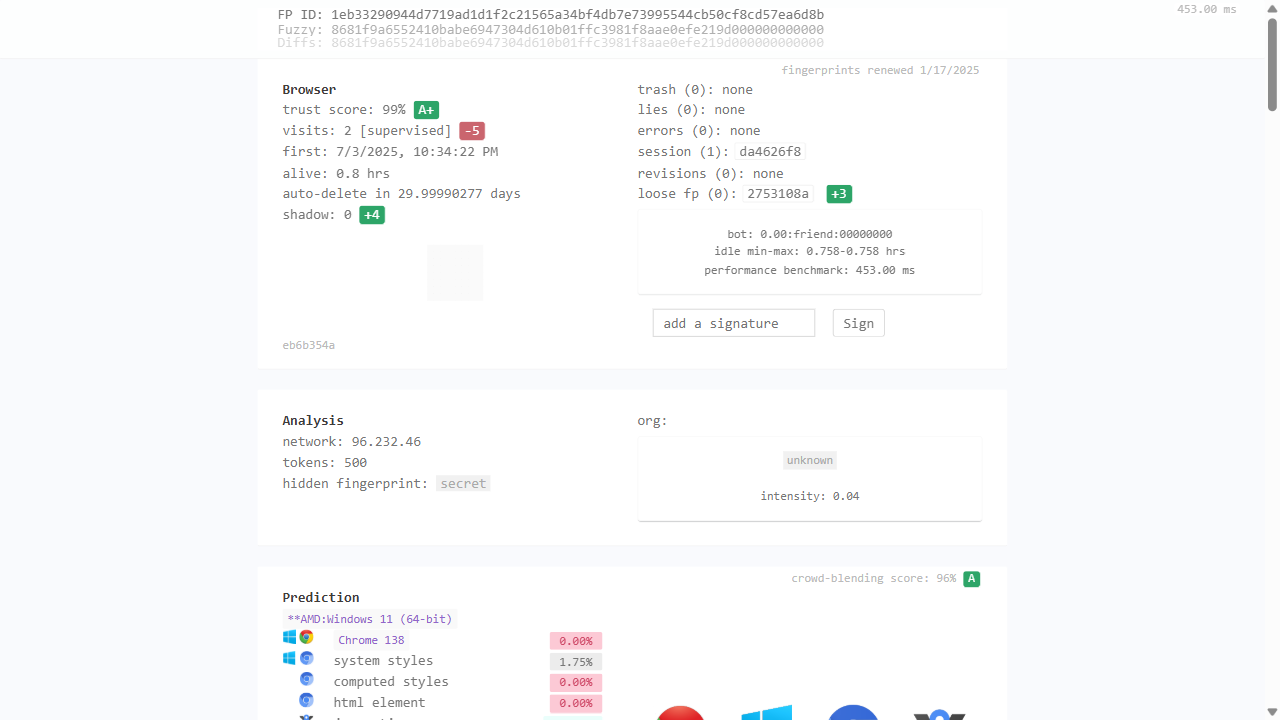 453.00 ms
FP ID: 1eb33290944d7719ad1d1f2c21565a34bf4db7e73995544cb50cf8cd57ea6d8b
Fuzzy: 8681f9a6552410babe6947304d610b01ffc3981f8aae0efe219d000000000000
Diffs: 8681f9a6552410babe6947304d610b01ffc3981f8aae0efe219d000000000000
fingerprints renewed 1/17/2025
Browser
trust score: 99% A+
visits: 2 [supervised] -5
first: 7/3/2025, 10:34:22 PM
alive: 0.8 hrs
auto-delete in 29.99990277 days
shadow: 0 +4
eb6b354a
trash (0): none
lies (0): none
errors (0): none
session (1): da4626f8
revisions (0): none
loose fp (0): 2753108a +3
bot: 0.00:friend:00000000
idle min-max: 0.758-0.758 hrs
performance benchmark: 453.00 ms
add a signature Sign
Analysis
network: 96.232.46
tokens: 500
hidden fingerprint: secret
org:
unknown
intensity: 0.04
crowd-blending score: 96% A
Prediction
**AMD:Windows 11 (64-bit)
Chrome 138 0.00%
system styles 1.75%
computed styles 0.00%
html element 0.00%